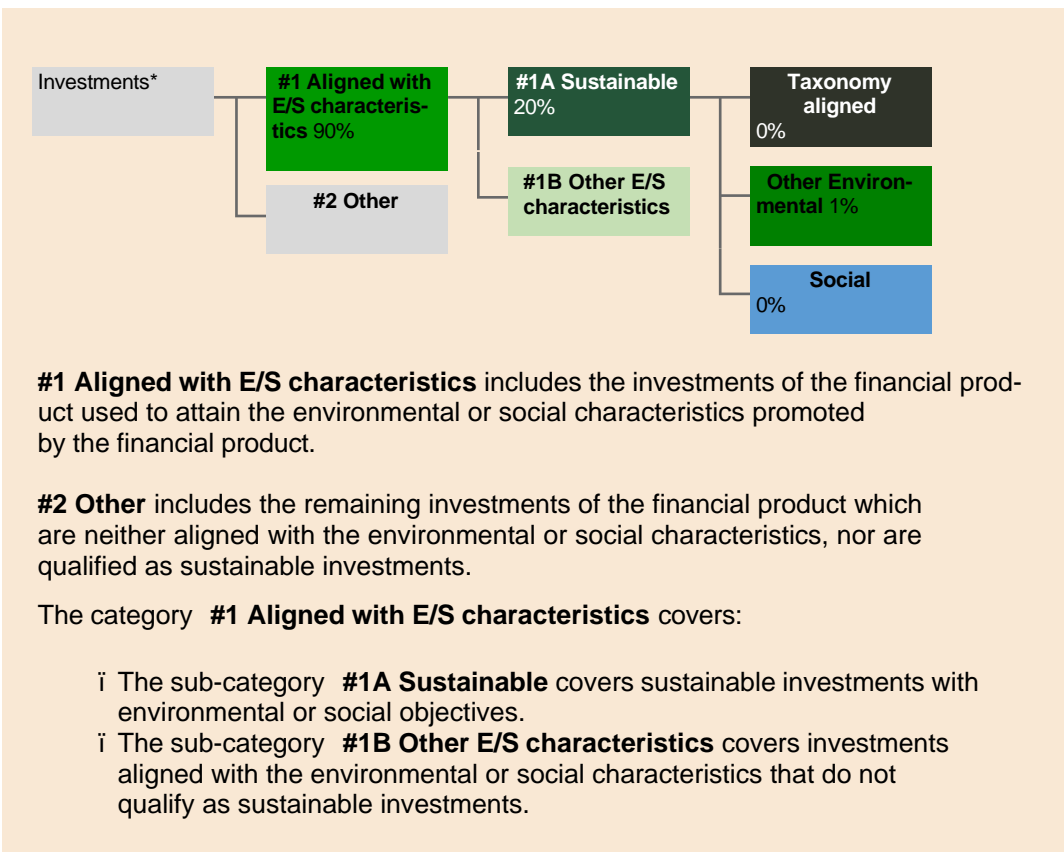 Investments*
#1 Aligned with
E/S characteris-
tics 90%
#2 Other
#1A Sustainable
20%
#1B Other E/S
characteristics
Taxonomy
aligned
0%
Other Environ-
mental 1%
Social
0%
#1 Aligned with E/S characteristics includes the investments of the financial prod-
uct used to attain the environmental or social characteristics promoted
by the financial product.
#2 Other includes the remaining investments of the financial product which
are neither aligned with the environmental or social characteristics, nor are
qualified as sustainable investments.
The category #1 Aligned with E/S characteristics covers:
ï The sub-category #1A Sustainable covers sustainable investments with
environmental or social objectives.
ï The sub-category #1B Other E/S characteristics covers investments
aligned with the environmental or social characteristics that do not
qualify as sustainable investments.